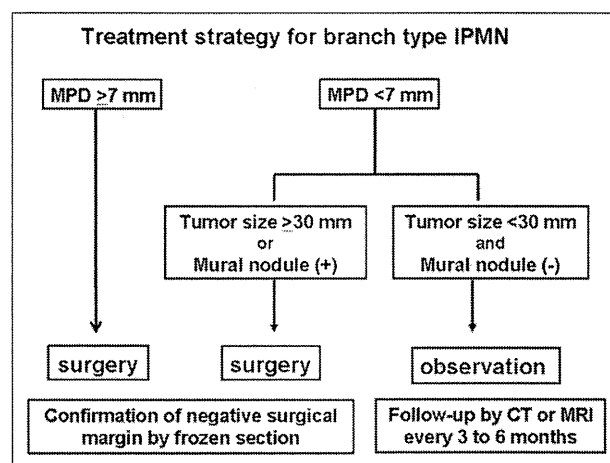 Treatment strategy for branch type IPMN
MPD ≥7 mm
MPD <7 mm
Tumor size ≥30 mm
or
Mural nodule (+)
Tumor size <30 mm
and
Mural nodule (-)
surgery
surgery
observation
Confirmation of negative surgical
margin by frozen section
Follow-up by CT or MRI
every 3 to 6 months